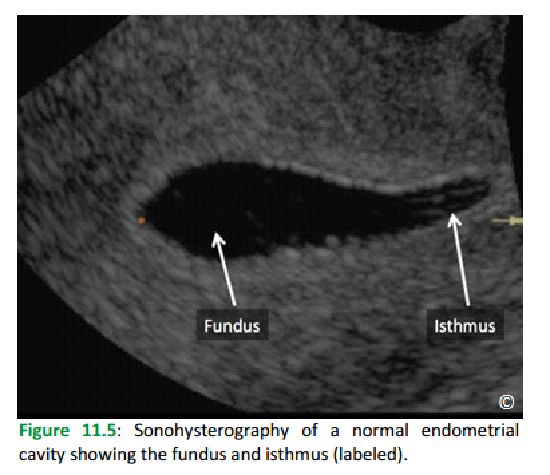 Fundus
Isthmus
©
Figure 11.5: Sonohysterography of a normal endometrial
cavity showing the fundus and isthmus (labeled).